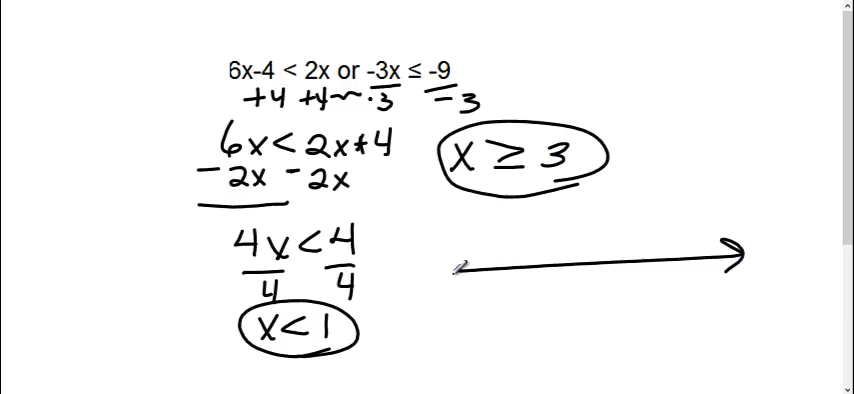 6x-4 < 2x or -3x ≤ -9
+4 +4 -3 -3
6x < 2x+4
-2x -2x
x ≥ 3
4x < 4
4 4
x < 1